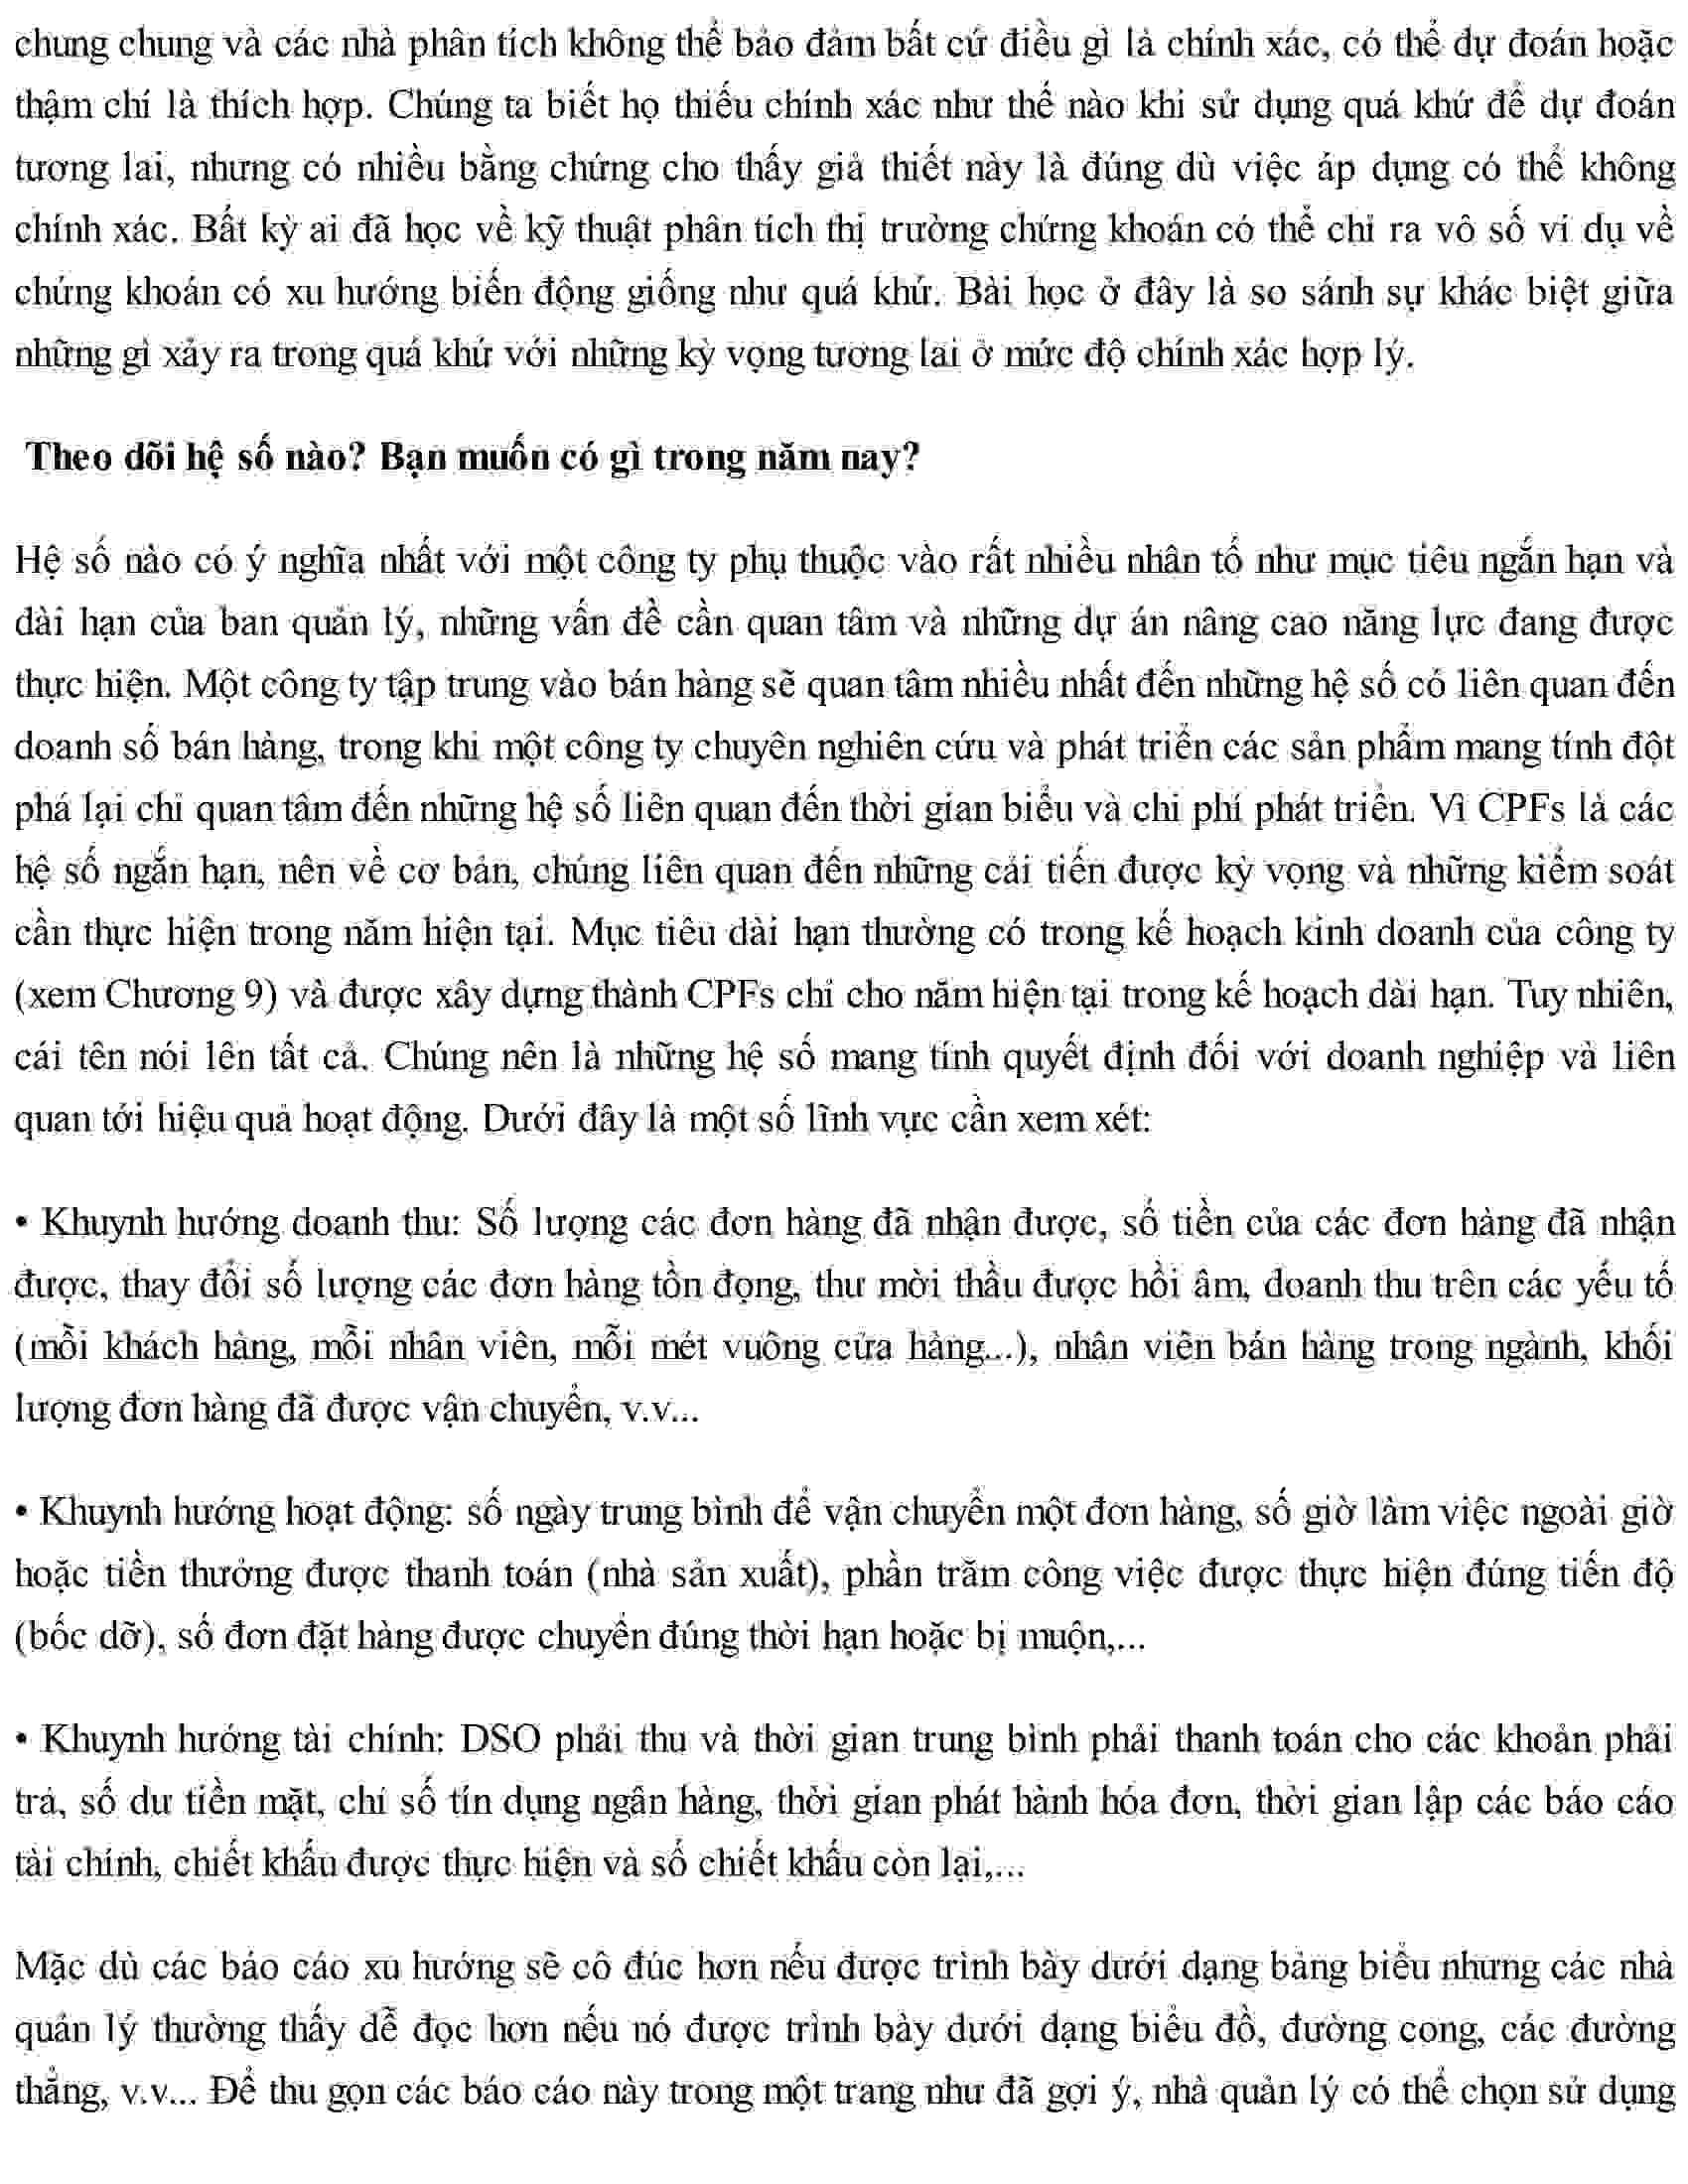 chung chung và các nhà phân tích không thể bảo đảm bất cứ điều gì là chính xác, có thể dự đoán hoặc
thậm chí là thích hợp. Chúng ta biết họ thiếu chính xác như thế nào khi sử dụng quá khứ để dự đoán
tương lai, nhưng có nhiều bằng chứng cho thấy giả thiết này là đúng dù việc áp dụng có thể không
chính xác. Bất kỳ ai đã học về kỹ thuật phân tích thị trường chứng khoán có thể chỉ ra vô số ví dụ về
chứng khoán có xu hướng biến động giống như quá khứ. Bài học ở đây là so sánh sự khác biệt giữa
những gì xảy ra trong quá khứ với những kỳ vọng tương lai ở mức độ chính xác hợp lý.
Theo dõi hệ số nào? Bạn muốn có gì trong năm nay?
Hệ số nào có ý nghĩa nhất với một công ty phụ thuộc vào rất nhiều nhân tố như mục tiêu ngắn hạn và
dài hạn của ban quản lý, những vấn đề cần quan tâm và những dự án nâng cao năng lực đang được
thực hiện. Một công ty tập trung vào bán hàng sẽ quan tâm nhiều nhất đến những hệ số có liên quan đến
doanh số bán hàng, trong khi một công ty chuyên nghiên cứu và phát triển các sản phẩm mang tính đột
phá lại chỉ quan tâm đến những hệ số liên quan đến thời gian biểu và chi phí phát triển. Vì CPFs là các
hệ số ngắn hạn, nên về cơ bản, chúng liên quan đến những cải tiến được kỳ vọng và những kiểm soát
cần thực hiện trong năm hiện tại. Mục tiêu dài hạn thường có trong kế hoạch kinh doanh của công ty
(xem Chương 9) và được xây dựng thành CPFs chỉ cho năm hiện tại trong kế hoạch dài hạn. Tuy nhiên,
cái tên nói lên tất cả. Chúng nên là những hệ số mang tính quyết định đối với doanh nghiệp và liên
quan tới hiệu quả hoạt động. Dưới đây là một số lĩnh vực cần xem xét:
• Khuynh hướng doanh thu: Số lượng các đơn hàng đã nhận được, số tiền của các đơn hàng đã nhận
được, thay đổi số lượng các đơn hàng tồn đọng, thư mời thầu được hồi âm, doanh thu trên các yếu tố
(mỗi khách hàng, mỗi nhân viên, mỗi mét vuông cửa hàng...), nhân viên bán hàng trong ngành, khối
lượng đơn hàng đã được vận chuyển, v.v...
• Khuynh hướng hoạt động: số ngày trung bình để vận chuyển một đơn hàng, số giờ làm việc ngoài giờ
hoặc tiền thưởng được thanh toán (nhà sản xuất), phần trăm công việc được thực hiện đúng tiến độ
(bốc dỡ), số đơn đặt hàng được chuyển đúng thời hạn hoặc bị muộn,...
• Khuynh hướng tài chính: DSO phải thu và thời gian trung bình phải thanh toán cho các khoản phải
trả, số dư tiền mặt, chỉ số tín dụng ngân hàng, thời gian phát hành hóa đơn, thời gian lập các báo cáo
tài chính, chiết khấu được thực hiện và số chiết khấu còn lại,...
Mặc dù các báo cáo xu hướng sẽ cô đúc hơn nếu được trình bày dưới dạng bảng biểu nhưng các nhà
quản lý thường thấy dễ đọc hơn nếu nó được trình bày dưới dạng biểu đồ, đường cong, các đường
thẳng, v.v... Để thu gọn các báo cáo này trong một trang như đã gợi ý, nhà quản lý có thể chọn sử dụng